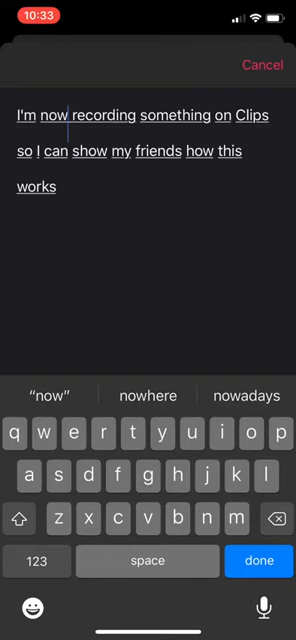 10:33
Cancel
I'm now recording something on Clips
so I can show my friends how this
works
“now” nowhere nowadays
q w e r t y u i o p
a s d f g h j k l
z x c v b n m
123 space done